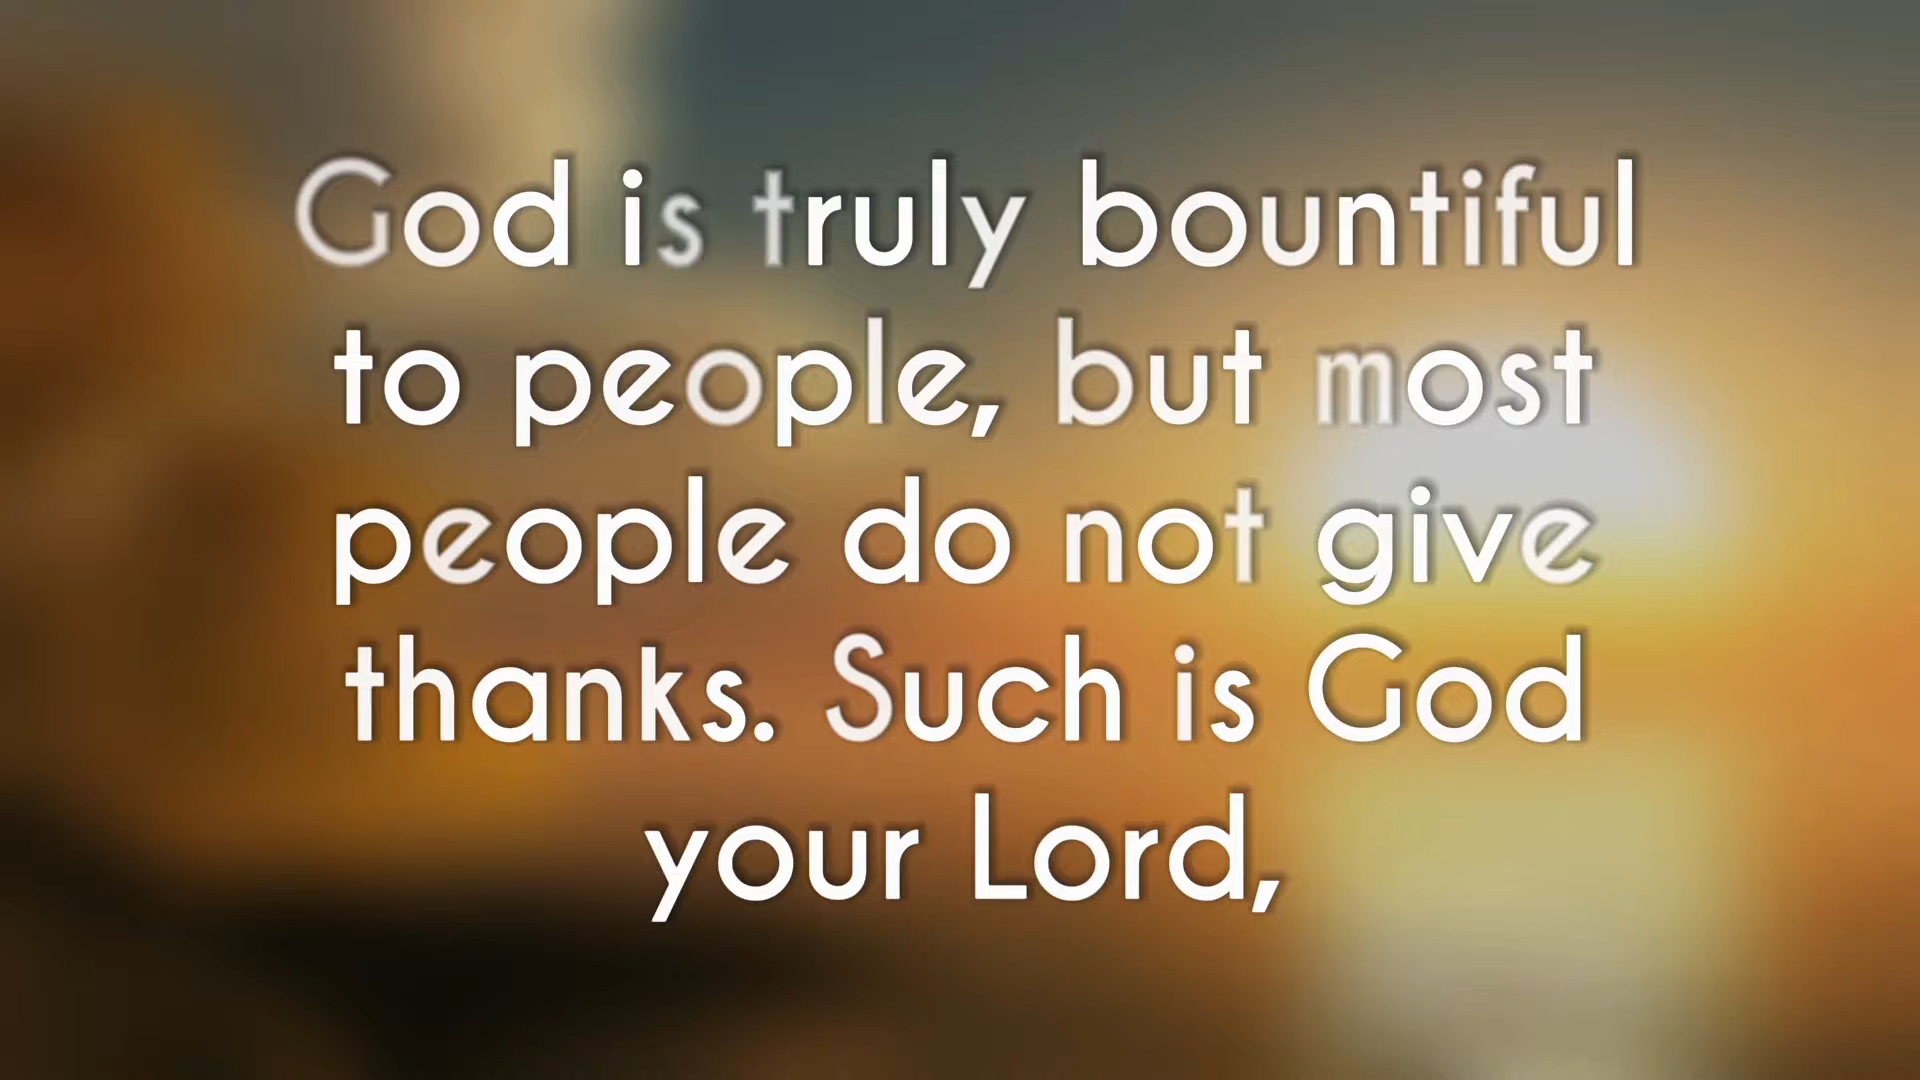 God is truly bountiful
to people, but most
people do not give
thanks. Such is God
your Lord,